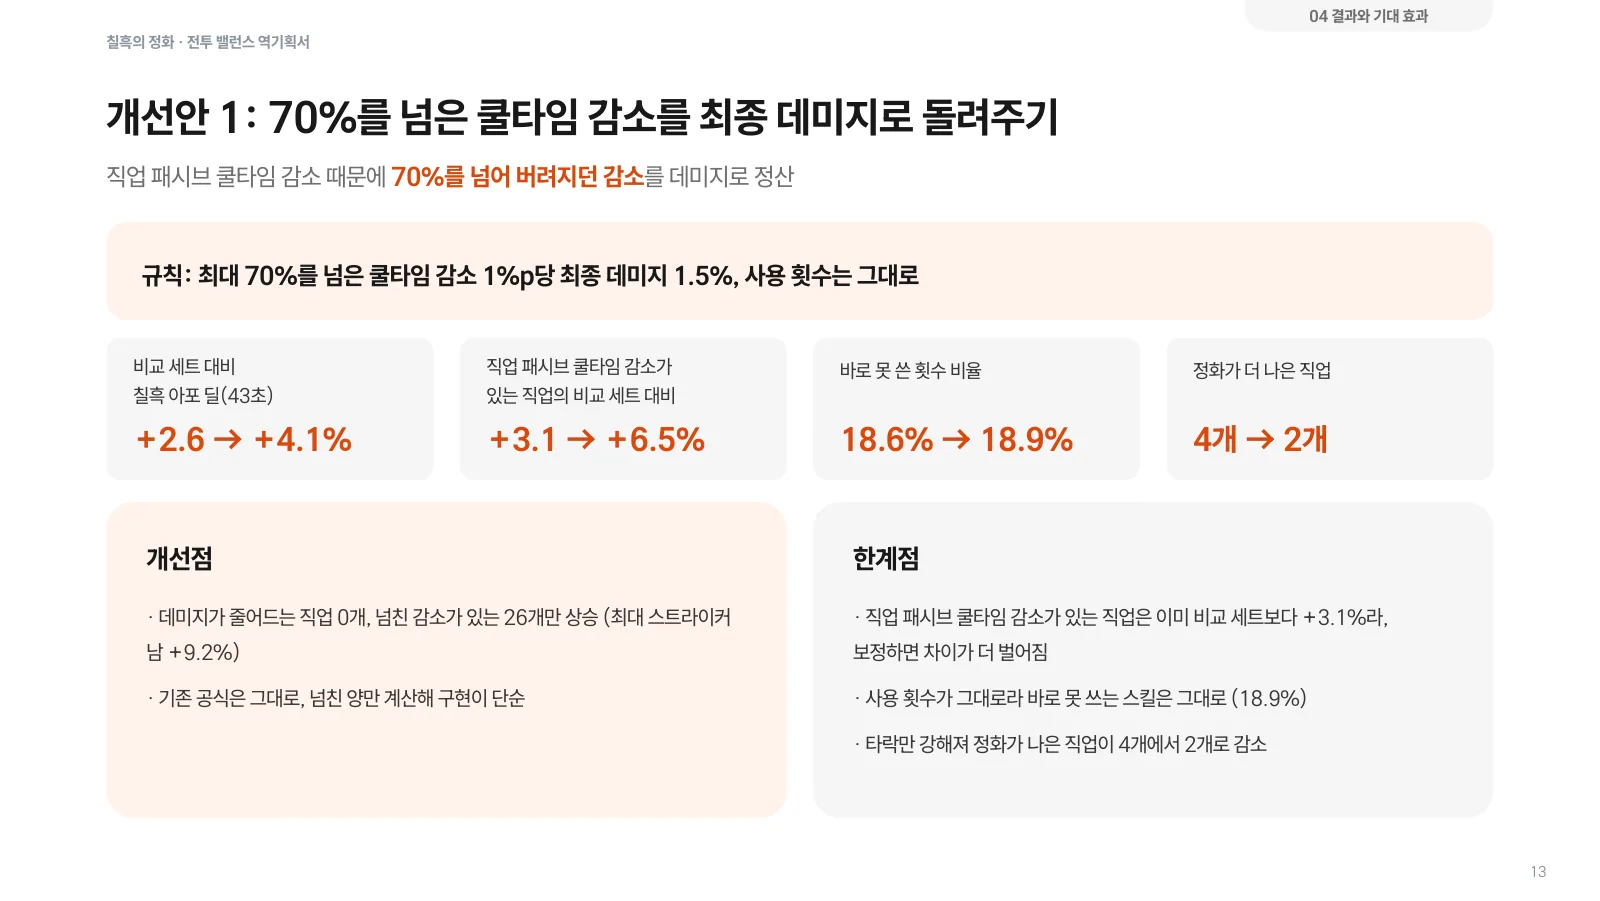 04 결과와 기대 효과
칠흑의 정화 · 전투 밸런스 역기획서
개선안 1: 70%를 넘은 쿨타임 감소를 최종 데미지로 돌려주기
직업 패시브 쿨타임 감소 때문에 70%를 넘어 버려지던 감소를 데미지로 정산
규칙: 최대 70%를 넘은 쿨타임 감소 1%p당 최종 데미지 1.5%, 사용 횟수는 그대로
비교 세트 대비
칠흑 아포 딜(43초)
+2.6 → +4.1%
직업 패시브 쿨타임 감소가
있는 직업의 비교 세트 대비
+3.1 → +6.5%
바로 못 쓴 횟수 비율
18.6% → 18.9%
정화가 더 나은 직업
4개 → 2개
개선점
· 데미지가 줄어드는 직업 0개, 넘친 감소가 있는 26개만 상승 (최대 스트라이커
남 +9.2%)
· 기존 공식은 그대로, 넘친 양만 계산해 구현이 단순
한계점
· 직업 패시브 쿨타임 감소가 있는 직업은 이미 비교 세트보다 +3.1%라,
보정하면 차이가 더 벌어짐
· 사용 횟수가 그대로라 바로 못 쓰는 스킬은 그대로 (18.9%)
· 타락만 강해져 정화가 나은 직업이 4개에서 2개로 감소
13